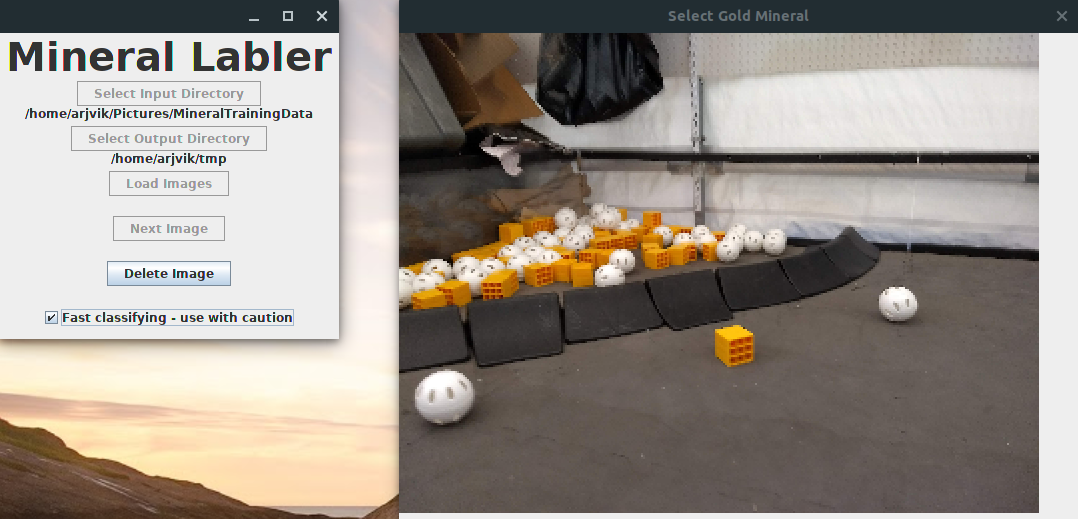 Mineral Labler
Select Input Directory
/home/arjvik/Pictures/MineralTrainingData
Select Output Directory
/home/arjvik/tmp
Load Images
Next Image
Delete Image
Fast classifying - use with caution
Select Gold Mineral